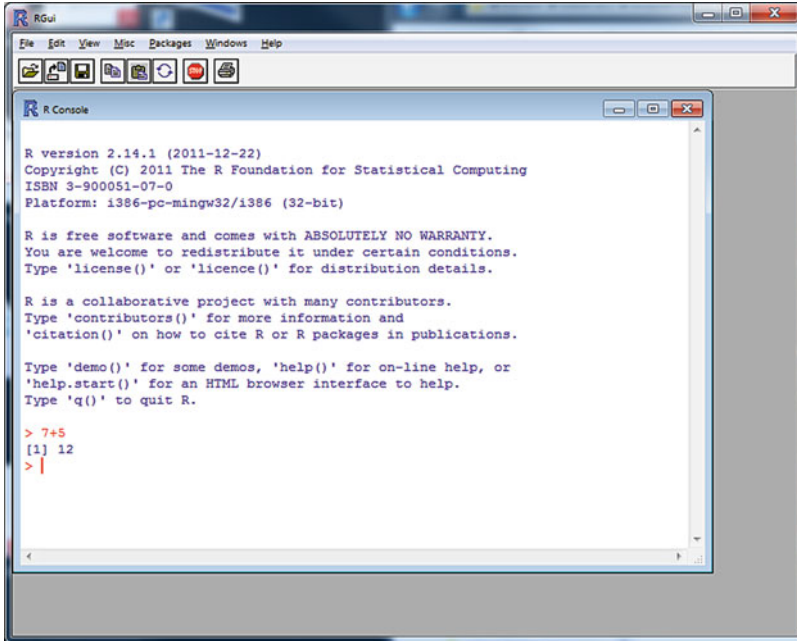 RGui
File Edit View Misc Packages Windows Help
STOP
R Console
R version 2.14.1 (2011-12-22)
Copyright (C) 2011 The R Foundation for Statistical Computing
ISBN 3-900051-07-0
Platform: i386-pc-mingw32/i386 (32-bit)
R is free software and comes with ABSOLUTELY NO WARRANTY.
You are welcome to redistribute it under certain conditions.
Type 'license()' or 'licence()' for distribution details.
R is a collaborative project with many contributors.
Type 'contributors()' for more information and
'citation()' on how to cite R or R packages in publications.
Type 'demo()' for some demos, 'help()' for on-line help, or
'help.start()' for an HTML browser interface to help.
Type 'q()' to quit R.
> 7+5
[1] 12
>